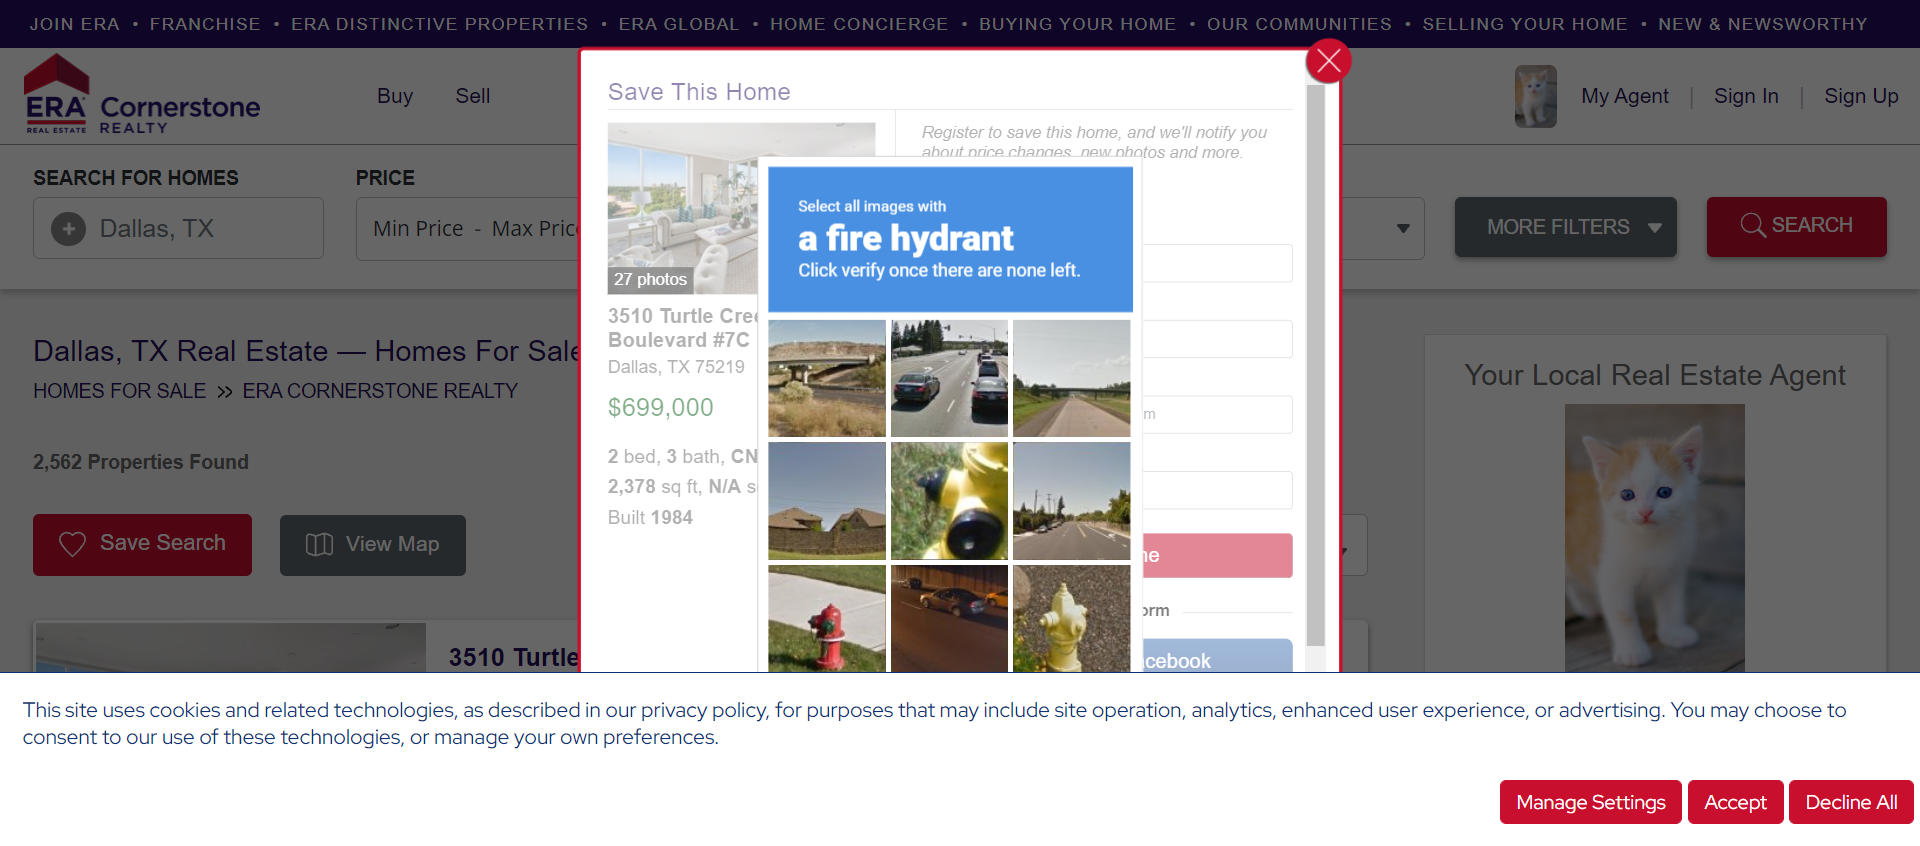 JOIN ERA • FRANCHISE • ERA DISTINCTIVE PROPERTIES • ERA GLOBAL • HOME CONCIERGE • BUYING YOUR HOME • OUR COMMUNITIES • SELLING YOUR HOME • NEW & NEWSWORTHY
ERA
REAL ESTATE
Cornerstone
REALTY
Buy
Sell
My Agent | Sign In | Sign Up
SEARCH FOR HOMES
Dallas, TX
PRICE
Min Price - Max Pric
MORE FILTERS
SEARCH
Dallas, TX Real Estate — Homes For Sale
HOMES FOR SALE » ERA CORNERSTONE REALTY
2,562 Properties Found
Save Search
View Map
3510 Turtle
Your Local Real Estate Agent
Save This Home
27 photos
3510 Turtle Cree
Boulevard #7C
Dallas, TX 75219
$699,000
2 bed, 3 bath, CN
2,378 sq ft, N/A s
Built 1984
Register to save this home, and we'll notify you
about price changes, new photos and more.
m
ne
orm
acebook
Select all images with
a fire hydrant
Click verify once there are none left.
This site uses cookies and related technologies, as described in our privacy policy, for purposes that may include site operation, analytics, enhanced user experience, or advertising. You may choose to
consent to our use of these technologies, or manage your own preferences.
Manage Settings
Accept
Decline All